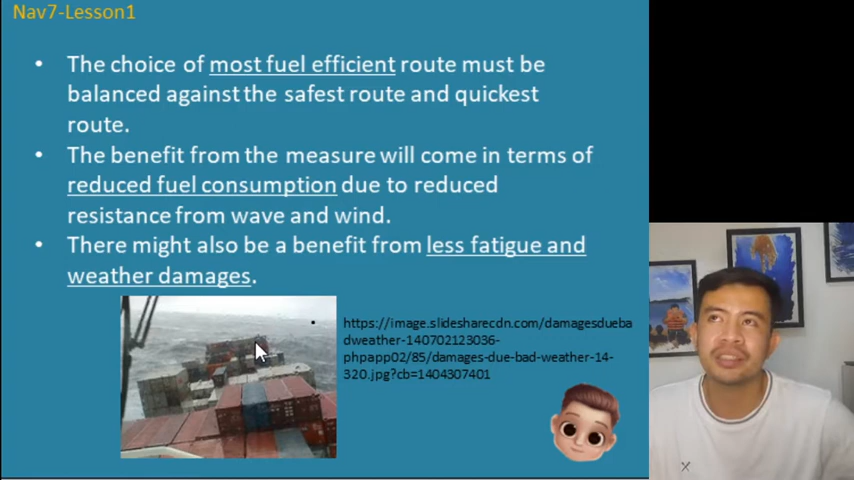 Nav7-Lesson1
• The choice of most fuel efficient route must be
balanced against the safest route and quickest
route.
• The benefit from the measure will come in terms of
reduced fuel consumption due to reduced
resistance from wave and wind.
• There might also be a benefit from less fatigue and
weather damages.
• https://image.slidesharecdn.com/damagesdueba
dweather-140702123036-
phpapp02/85/damages-due-bad-weather-14-
320.jpg?cb=1404307401